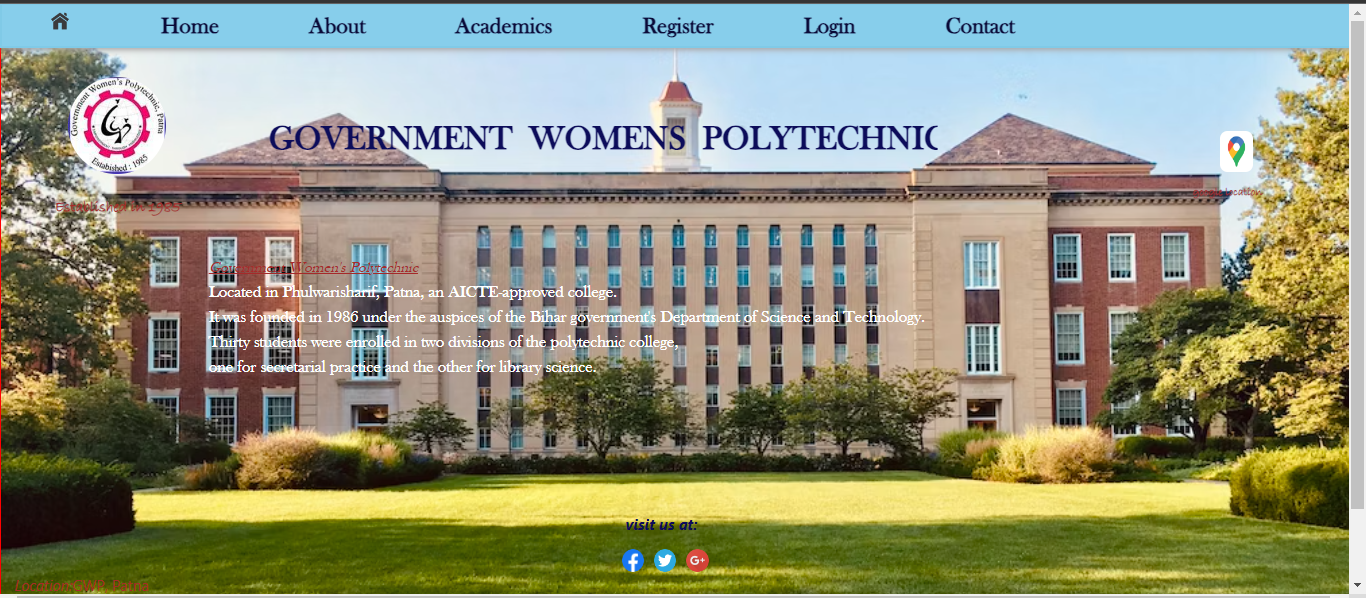 Home About Academics Register Login Contact
Government Women's Polytechnic, Patna
Estabished : 1985
GOVERNMENT WOMENS POLYTECHNIC
Established in 1985
Location
Government Women's Polytechnic
Located in Phulwarisharif, Patna, an AICTE-approved college.
It was founded in 1986 under the auspices of the Bihar government's Department of Science and Technology.
Thirty students were enrolled in two divisions of the polytechnic college,
one for secretarial practice and the other for library science.
visit us at:
G+
Location:GWP, Patna